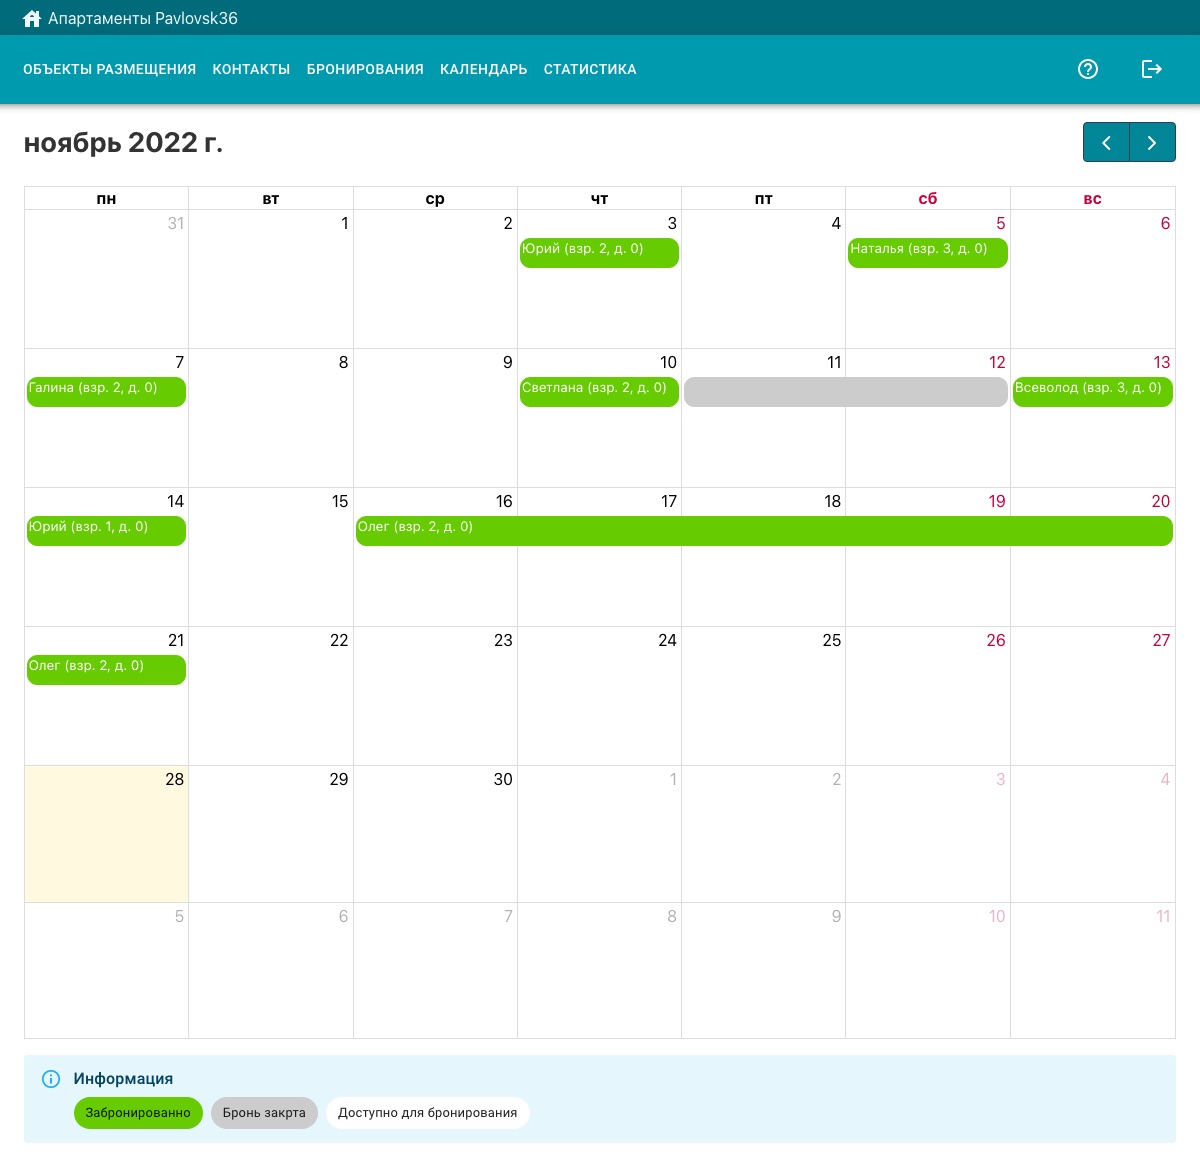 Апартаменты Pavlovsk36
ОБЪЕКТЫ РАЗМЕЩЕНИЯ КОНТАКТЫ БРОНИРОВАНИЯ КАЛЕНДАРЬ СТАТИСТИКА
ноябрь 2022 г.
пн вт ср чт пт сб вс
31 1 2 3 4 5 6
Юрий (взр. 2, д. 0) Наталья (взр. 3, д. 0)
7 8 9 10 11 12 13
Галина (взр. 2, д. 0) Светлана (взр. 2, д. 0) Всеволод (взр. 3, д. 0)
14 15 16 17 18 19 20
Юрий (взр. 1, д. 0) Олег (взр. 2, д. 0)
21 22 23 24 25 26 27
Олег (взр. 2, д. 0)
28 29 30 1 2 3 4
5 6 7 8 9 10 11
Информация
Забронированно Бронь закрта Доступно для бронирования